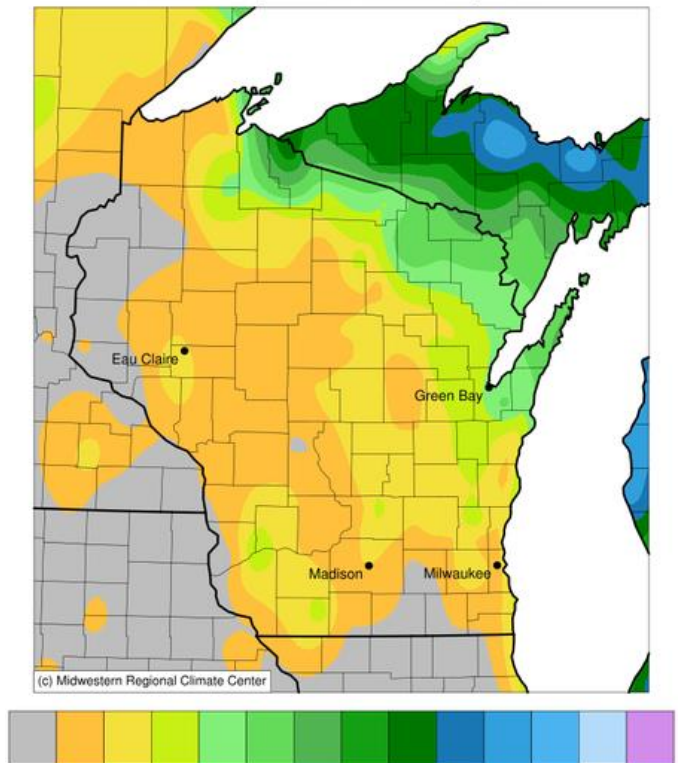 Eau Claire
Green Bay
Madison
Milwaukee
(c) Midwestern Regional Climate Center